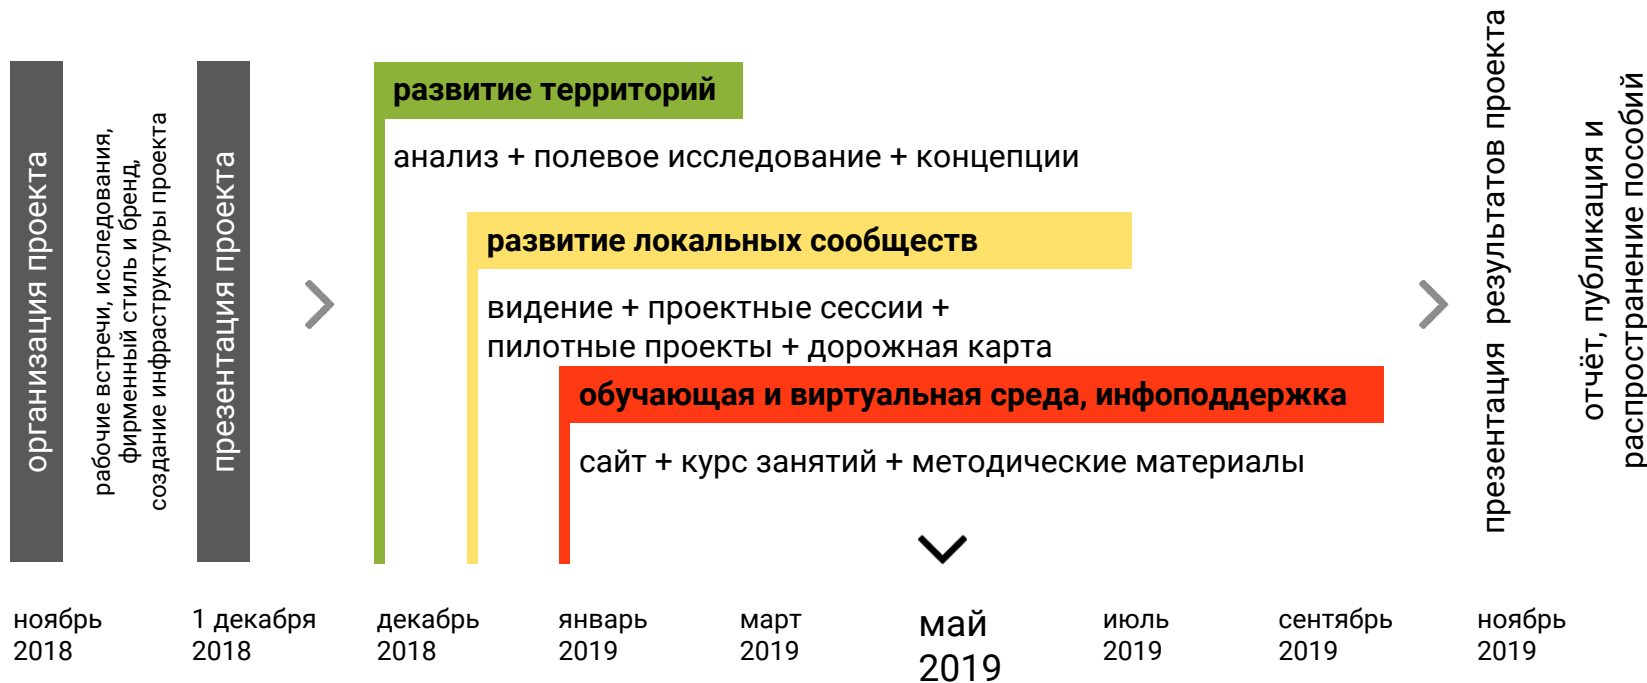 организация проекта
рабочие встречи, исследования,
фирменный стиль и бренд,
создание инфраструктуры проекта
презентация проекта
развитие территорий
анализ + полевое исследование + концепции
развитие локальных сообществ
видение + проектные сессии +
пилотные проекты + дорожная карта
обучающая и виртуальная среда, инфоподдержка
сайт + курс занятий + методические материалы
презентация результатов проекта
отчёт, публикация и
распространение пособий
ноябрь
2018
1 декабря
2018
декабрь
2018
январь
2019
март
2019
май
2019
июль
2019
сентябрь
2019
ноябрь
2019